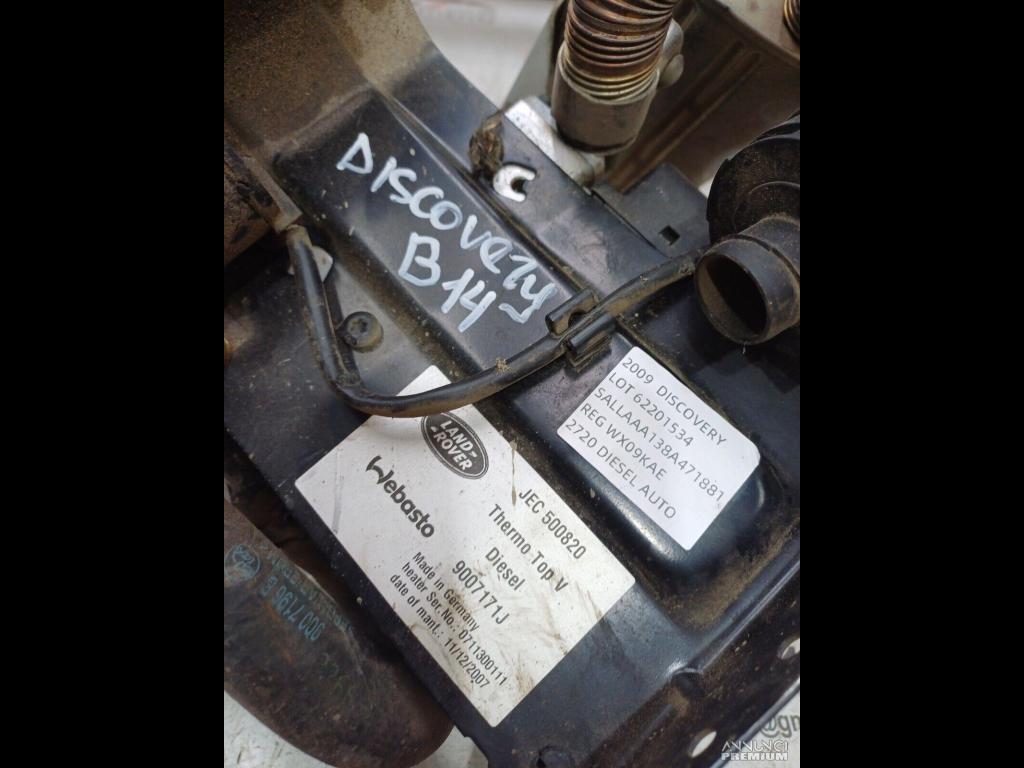 DISCOVERY
B14
2009 DISCOVERY
LOT 62201534
SALLAAA138A471881
REG WX09KAE
2720 DIESEL AUTO
LAND-
ROVER
Webasto
JEC 500820
Thermo Top V
Diesel
9007171J
Made in Germany
heater Ser. No.: 0711300111
date of mant.: 11/12/2007
ANNUNCI
PREMIUM